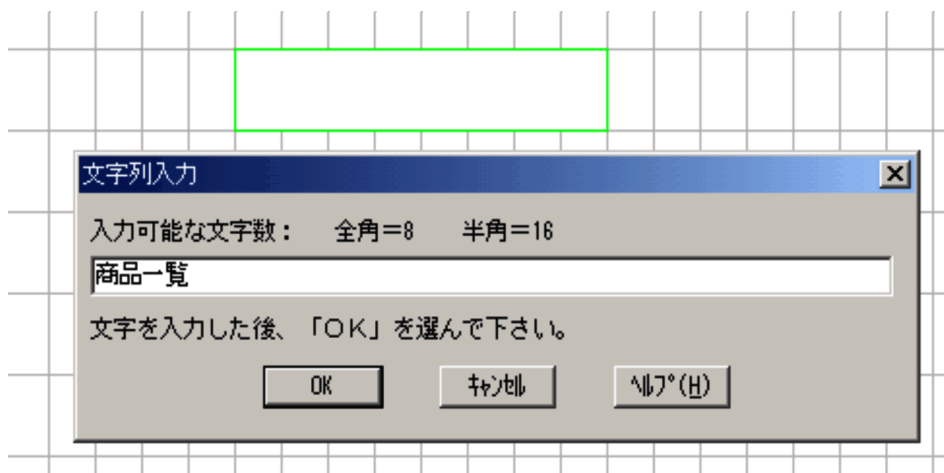 文字列入力
入力可能な文字数： 全角＝8 半角＝16
商品一覧
文字を入力した後、「ＯＫ」を選んで下さい。
OK ｷｬﾝｾﾙ ﾍﾙﾌﾟ(H)